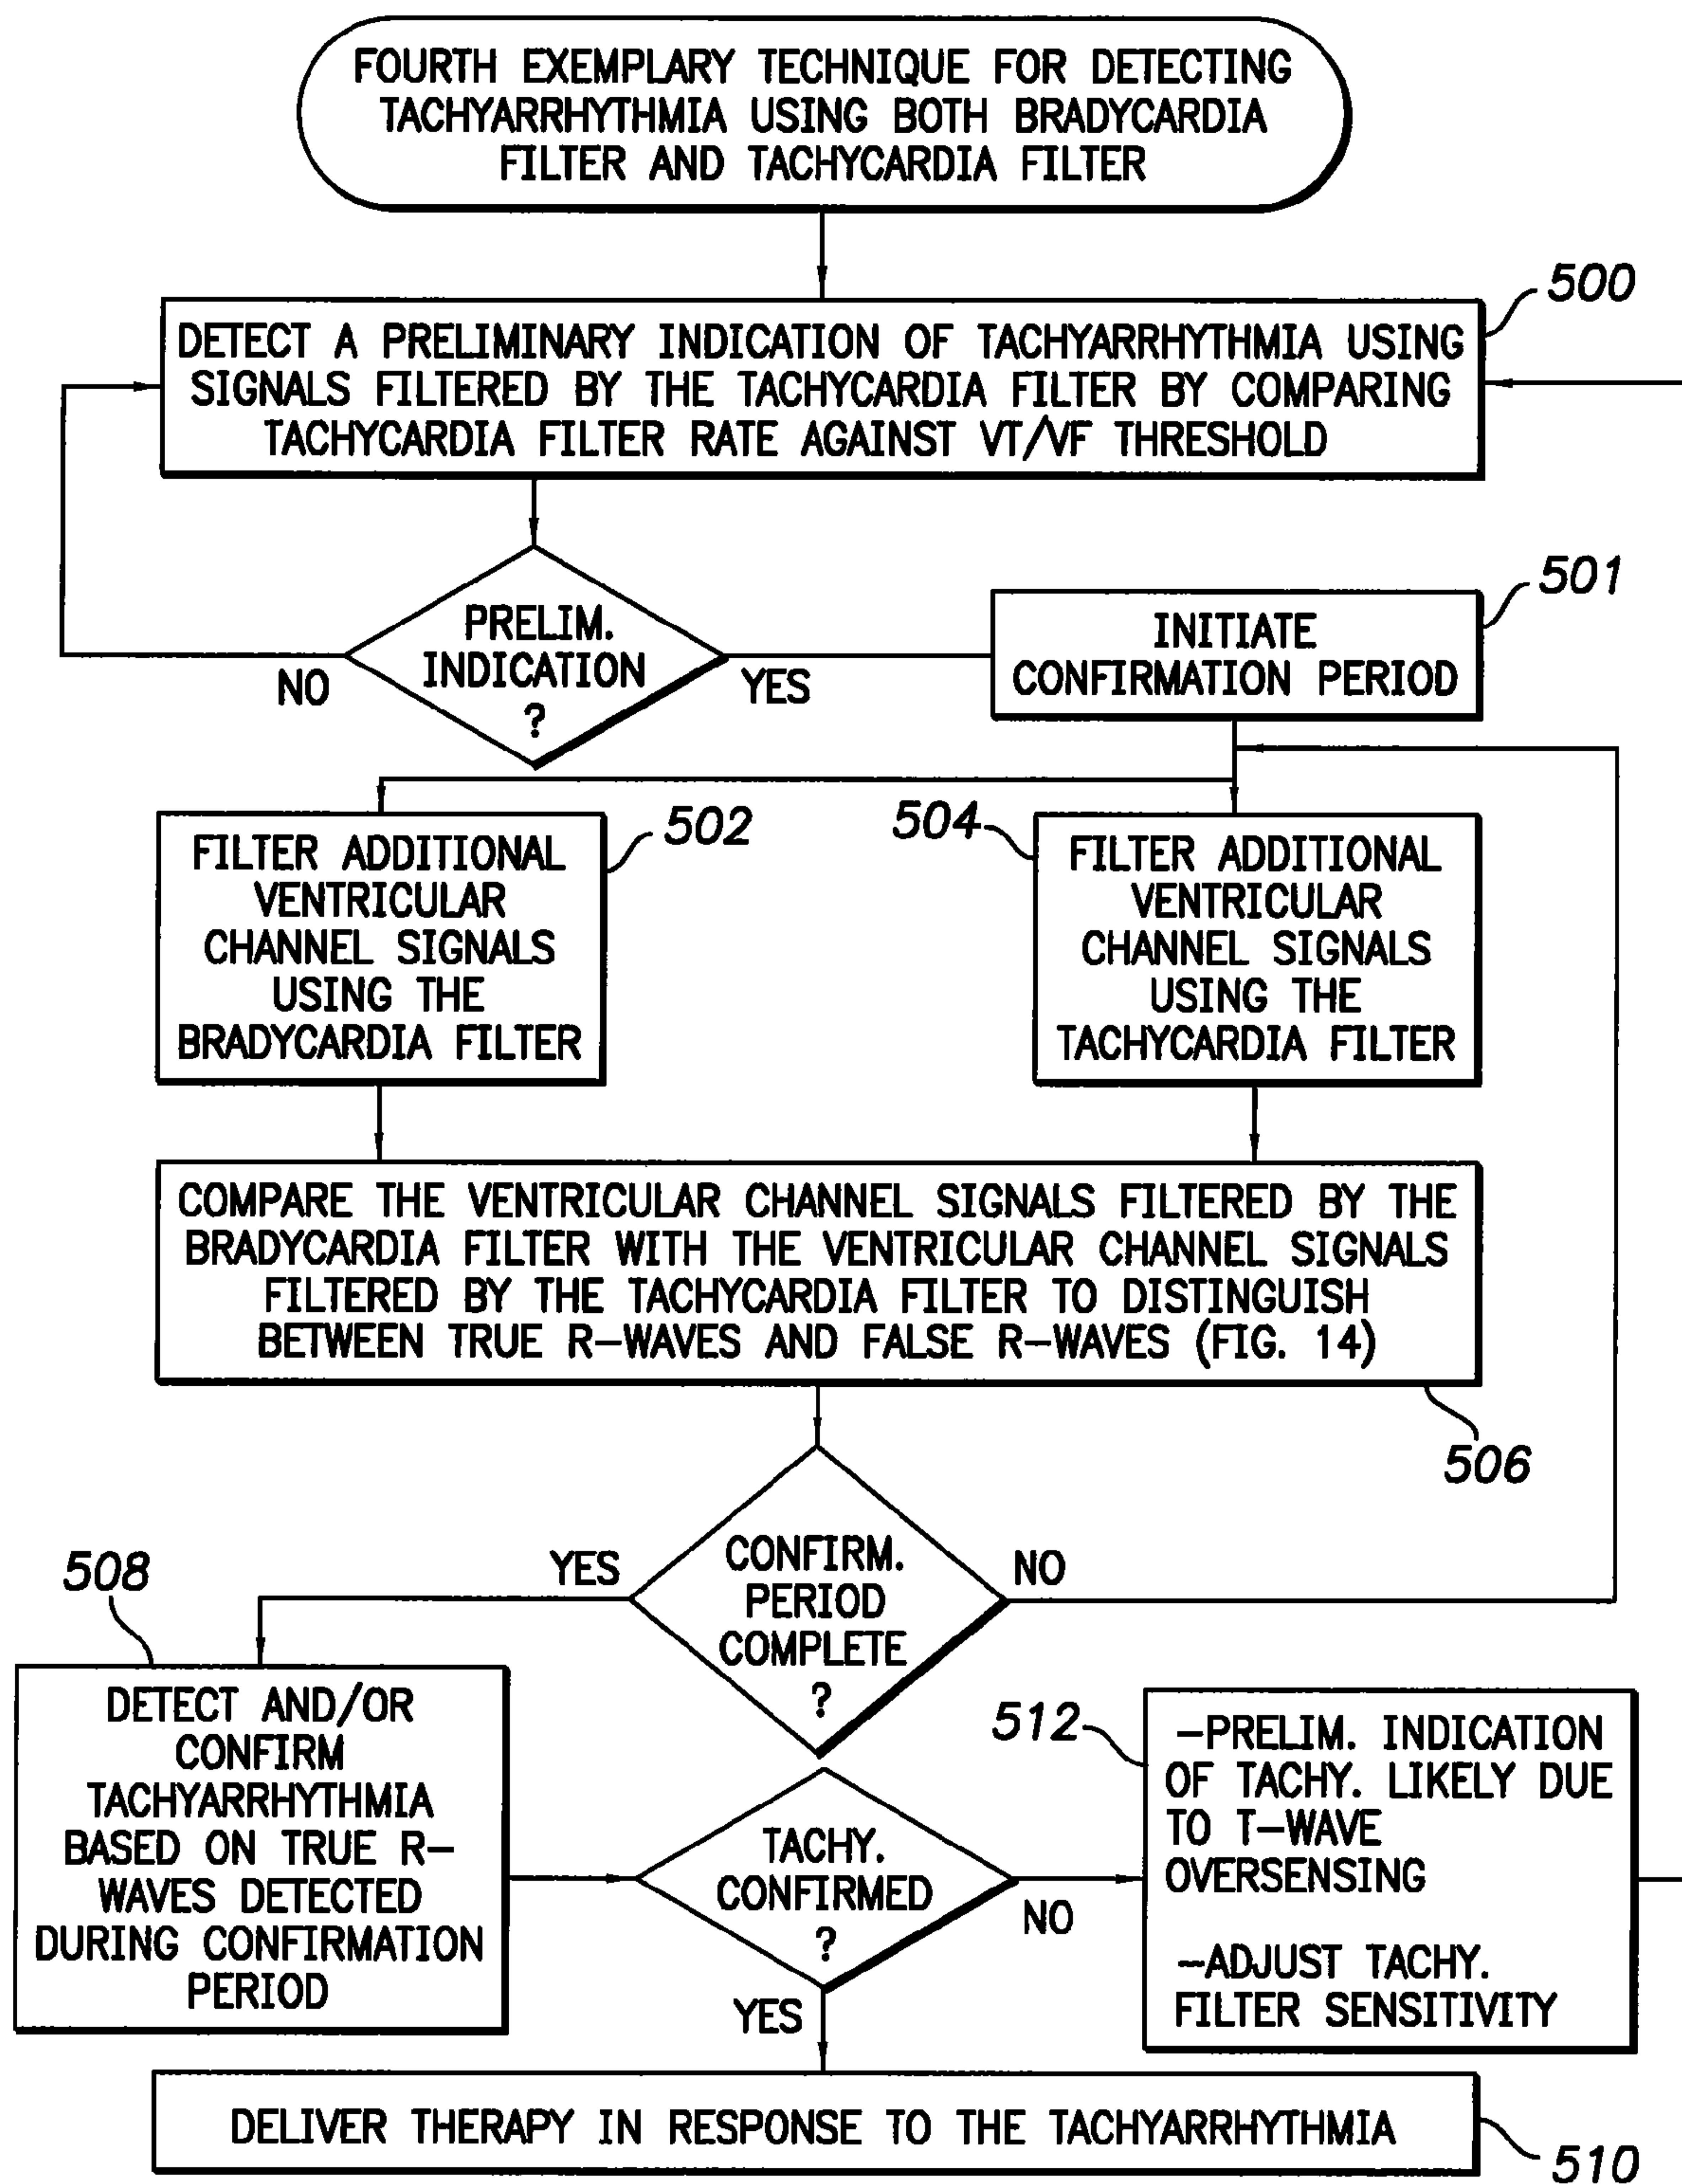 FOURTH EXEMPLARY TECHNIQUE FOR DETECTING
TACHYARRHYTHMIA USING BOTH BRADYCARDIA
FILTER AND TACHYCARDIA FILTER
500
DETECT A PRELIMINARY INDICATION OF TACHYARRHYTHMIA USING
SIGNALS FILTERED BY THE TACHYCARDIA FILTER BY COMPARING
TACHYCARDIA FILTER RATE AGAINST VT/VF THRESHOLD
PRELIM.
INDICATION
?
NO
YES
501
INITIATE
CONFIRMATION PERIOD
502
FILTER ADDITIONAL
VENTRICULAR
CHANNEL SIGNALS
USING THE
BRADYCARDIA FILTER
504
FILTER ADDITIONAL
VENTRICULAR
CHANNEL SIGNALS
USING THE
TACHYCARDIA FILTER
COMPARE THE VENTRICULAR CHANNEL SIGNALS FILTERED BY THE
BRADYCARDIA FILTER WITH THE VENTRICULAR CHANNEL SIGNALS
FILTERED BY THE TACHYCARDIA FILTER TO DISTINGUISH
BETWEEN TRUE R-WAVES AND FALSE R-WAVES (FIG. 14)
506
CONFIRM.
PERIOD
COMPLETE
?
YES
NO
508
DETECT AND/OR
CONFIRM
TACHYARRHYTHMIA
BASED ON TRUE R-
WAVES DETECTED
DURING CONFIRMATION
PERIOD
TACHY.
CONFIRMED
?
NO
YES
512
-PRELIM. INDICATION
OF TACHY. LIKELY DUE
TO T-WAVE
OVERSENSING
-ADJUST TACHY.
FILTER SENSITIVITY
DELIVER THERAPY IN RESPONSE TO THE TACHYARRHYTHMIA
510